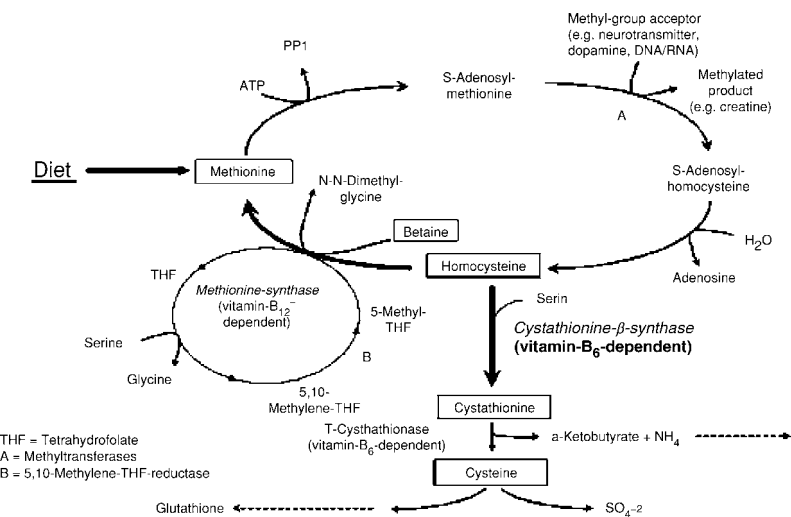 Methyl-group acceptor
(e.g. neurotransmitter,
dopamine, DNA/RNA)
PP1
ATP
S-Adenosyl-
methionine
Methylated
product
(e.g. creatine)
A
Diet
Methionine
N-N-Dimethyl-
glycine
S-Adenosyl-
homocysteine
Betaine
H2O
Homocysteine
Adenosine
THF
Methionine-synthase
(vitamin-B12-
dependent)
5-Methyl-
THF
Serin
Cystathionine-β-synthase
(vitamin-B6-dependent)
Serine
B
Glycine
5,10-
Methylene-THF
Cystathionine
T-Cysthathionase
(vitamin-B6-dependent)
a-Ketobutyrate + NH4
THF = Tetrahydrofolate
A = Methyltransferases
B = 5,10-Methylene-THF-reductase
Cysteine
Glutathione
SO4−2